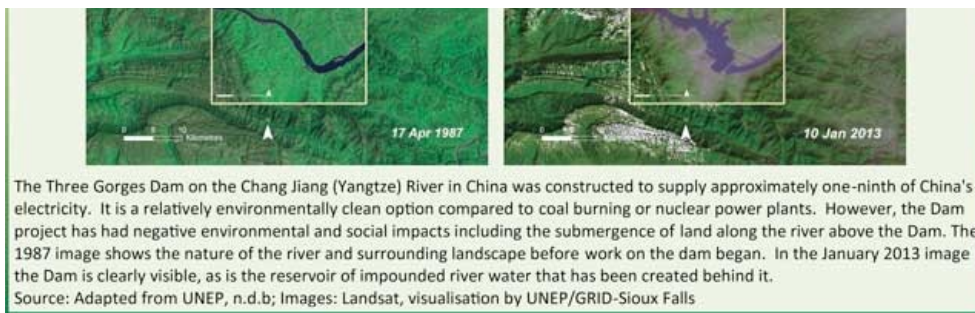 17 Apr 1987
10 Jan 2013
Kilometres
The Three Gorges Dam on the Chang Jiang (Yangtze) River in China was constructed to supply approximately one-ninth of China's
electricity. It is a relatively environmentally clean option compared to coal burning or nuclear power plants. However, the Dam
project has had negative environmental and social impacts including the submergence of land along the river above the Dam. The
1987 image shows the nature of the river and surrounding landscape before work on the dam began. In the January 2013 image
the Dam is clearly visible, as is the reservoir of impounded river water that has been created behind it.
Source: Adapted from UNEP, n.d.b; Images: Landsat, visualisation by UNEP/GRID-Sioux Falls